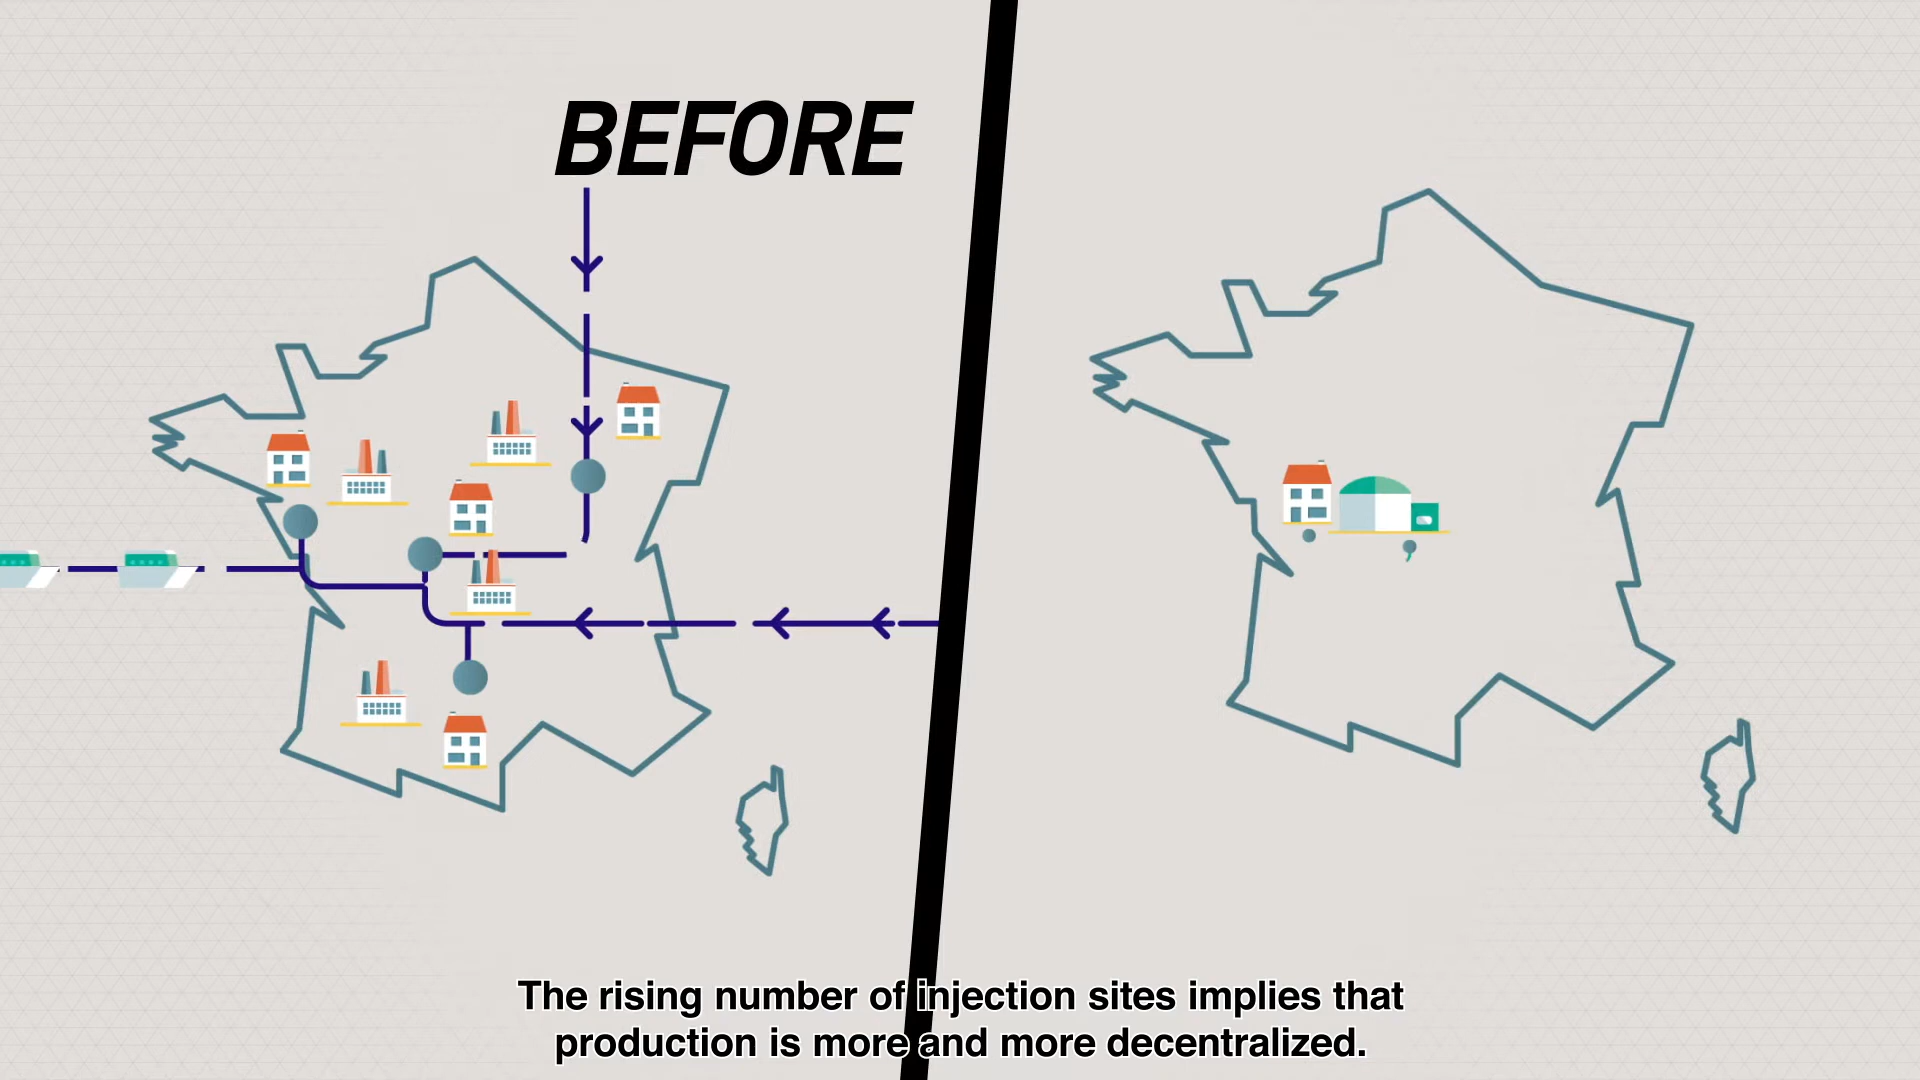 BEFORE
The rising number of injection sites implies that
production is more and more decentralized.